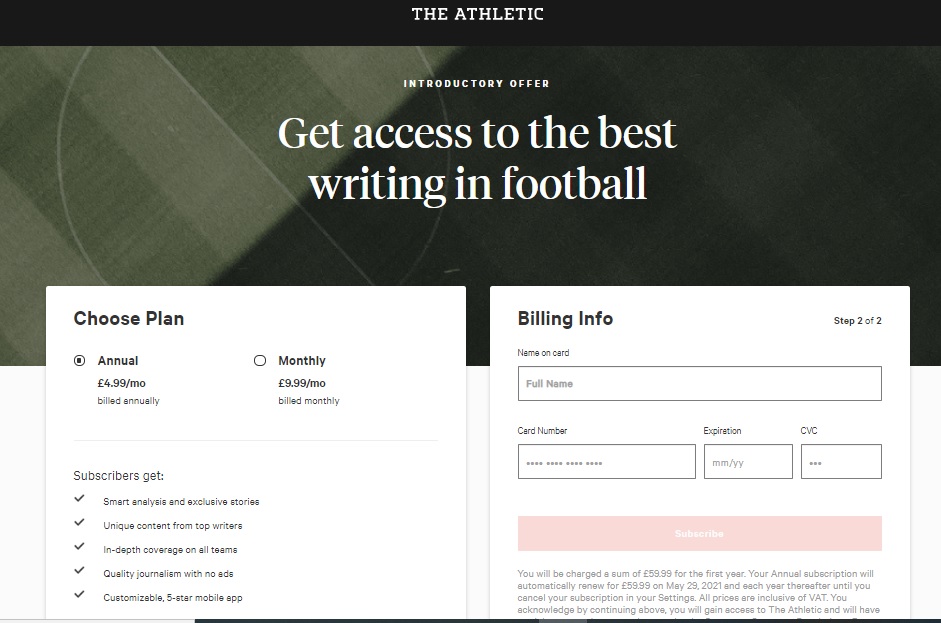 THE ATHLETIC
INTRODUCTORY OFFER
Get access to the best
writing in football
Choose Plan
Annual
£4.99/mo
billed annually
Monthly
£9.99/mo
billed monthly
Subscribers get:
Smart analysis and exclusive stories
Unique content from top writers
In-depth coverage on all teams
Quality journalism with no ads
Customizable, 5-star mobile app
Billing Info
Step 2 of 2
Name on card
Full Name
Card Number
Expiration
CVC
•••• •••• •••• ••••
mm/yy
•••
Subscribe
You will be charged a sum of £59.99 for the first year. Your Annual subscription will
automatically renew for £59.99 on May 29, 2021 and each year thereafter until you
cancel your subscription in your Settings. All prices are inclusive of VAT. You
acknowledge by continuing above, you will gain access to The Athletic and will have